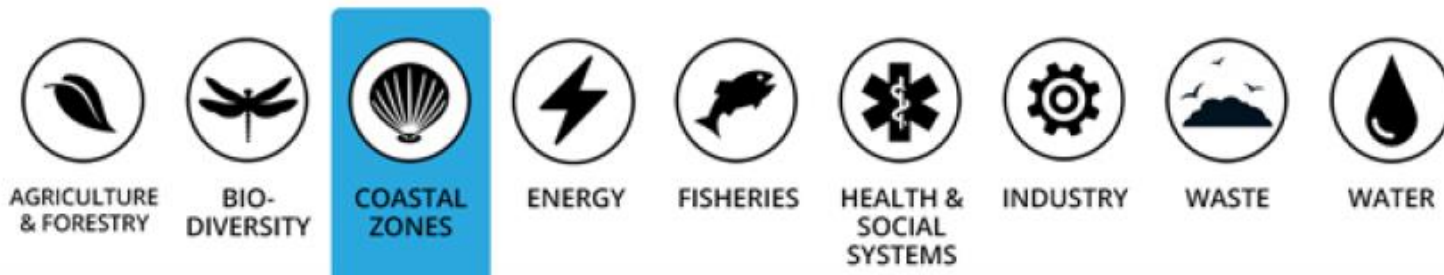 AGRICULTURE
& FORESTRY
BIO-
DIVERSITY
COASTAL
ZONES
ENERGY
FISHERIES
HEALTH &
SOCIAL
SYSTEMS
INDUSTRY
WASTE
WATER